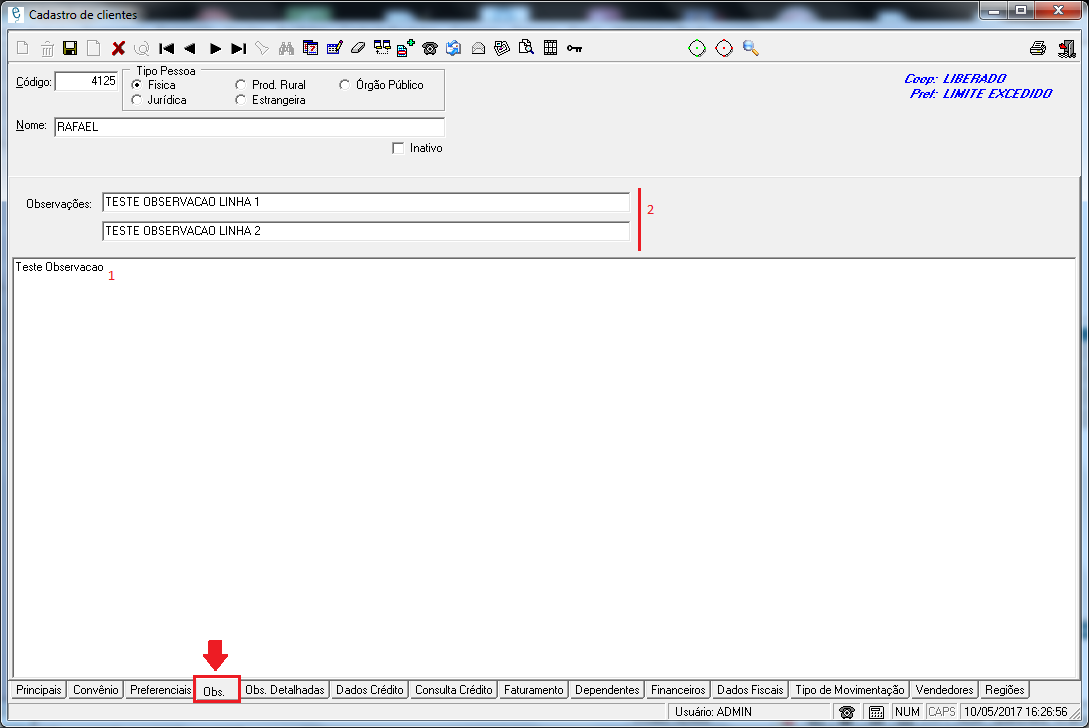 Cadastro de clientes
Código: 4125
Tipo Pessoa
Física Prod. Rural Órgão Público
Jurídica Estrangeira
Coop: LIBERADO
Pref: LIMITE EXCEDIDO
Nome: RAFAEL
Inativo
Observações: TESTE OBSERVACAO LINHA 1
TESTE OBSERVACAO LINHA 2
2
Teste Observacao
1
Principais Convênio Preferenciais Obs. Obs. Detalhadas Dados Crédito Consulta Crédito Faturamento Dependentes Financeiros Dados Fiscais Tipo de Movimentação Vendedores Regiões
Usuário: ADMIN NUM CAPS 10/05/2017 16:26:56